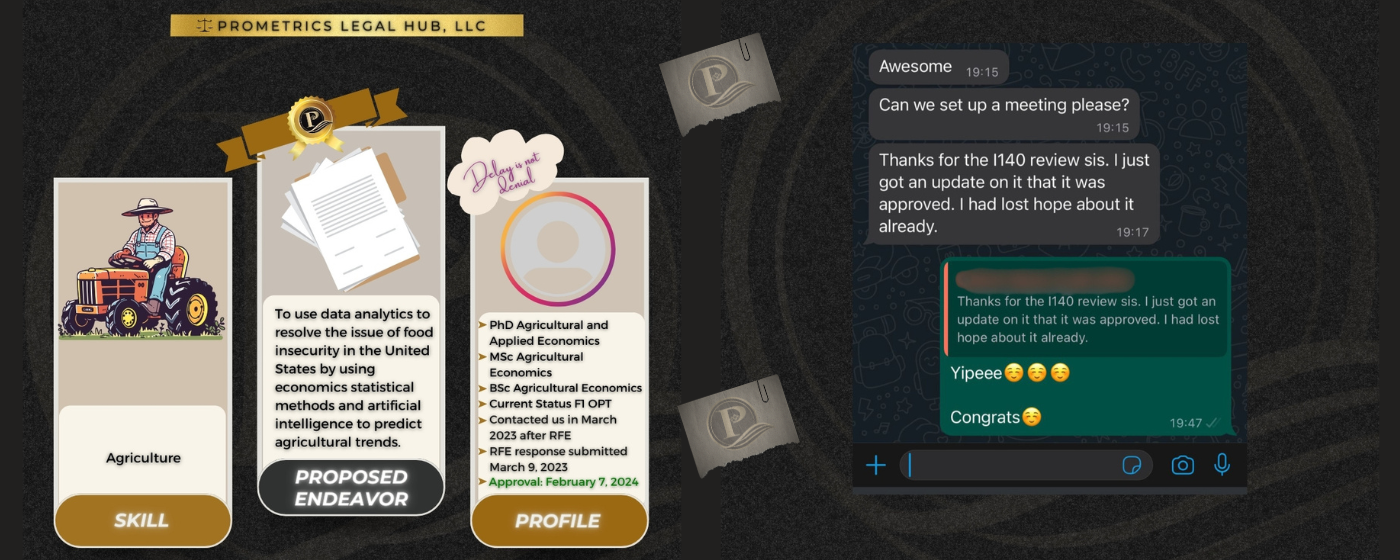 PROMETRICS LEGAL HUB, LLC
P
Agriculture
SKILL
To use data analytics to
resolve the issue of food
insecurity in the United
States by using
economics statistical
methods and artificial
intelligence to predict
agricultural trends.
PROPOSED
ENDEAVOR
Delay is not
denial
➤ PhD Agricultural and
Applied Economics
➤ MSc Agricultural
Economics
➤ BSc Agricultural Economics
➤ Current Status F1 OPT
➤ Contacted us in March
2023 after RFE
➤ RFE response submitted
March 9, 2023
➤ Approval: February 7, 2024
PROFILE
P
P
Awesome 19:15
Can we set up a meeting please?
19:15
Thanks for the I140 review sis. I just
got an update on it that it was
approved. I had lost hope about it
already. 19:17
Thanks for the I140 review sis. I just got an
update on it that it was approved. I had lost
hope about it already.
Yipeee☺️☺️☺️
Congrats☺️ 19:47